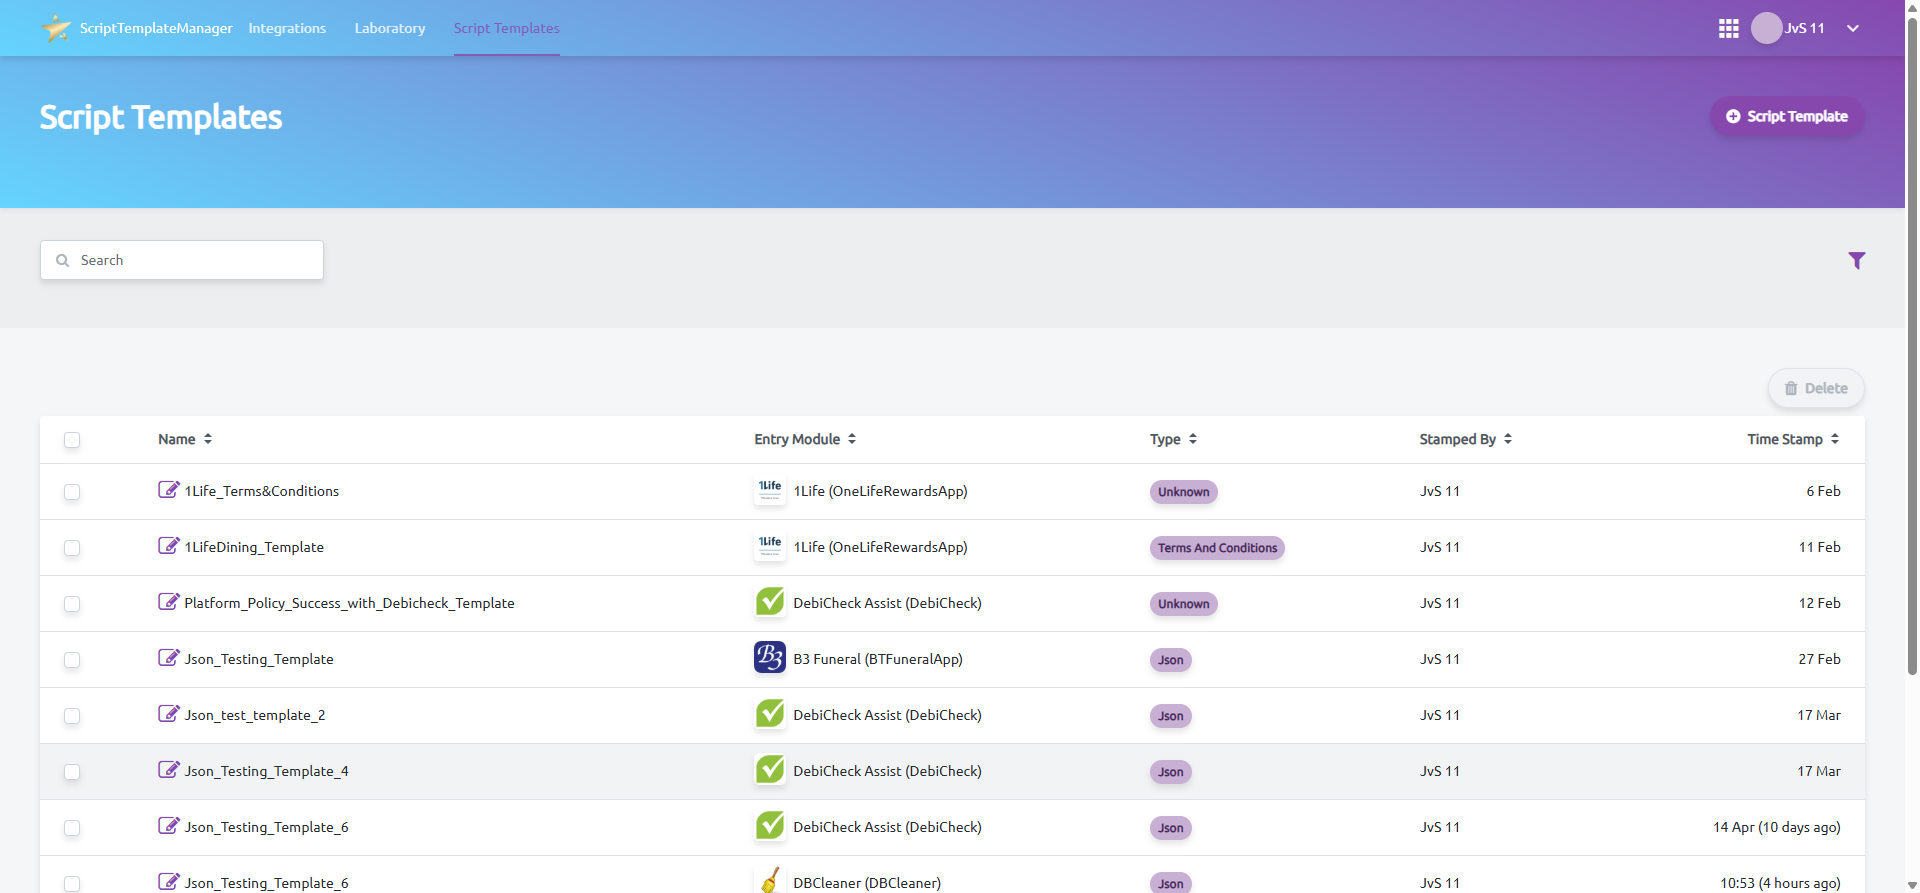 ScriptTemplateManager Integrations Laboratory Script Templates JvS 11
Script Templates
Script Template
Search
Delete
Name Entry Module Type Stamped By Time Stamp
1Life_Terms&Conditions 1Life 1Life (OneLifeRewardsApp) Unknown JvS 11 6 Feb
1LifeDining_Template 1Life 1Life (OneLifeRewardsApp) Terms And Conditions JvS 11 11 Feb
Platform_Policy_Success_with_Debicheck_Template DebiCheck Assist (DebiCheck) Unknown JvS 11 12 Feb
Json_Testing_Template B3 B3 Funeral (BTFuneralApp) Json JvS 11 27 Feb
Json_test_template_2 DebiCheck Assist (DebiCheck) Json JvS 11 17 Mar
Json_Testing_Template_4 DebiCheck Assist (DebiCheck) Json JvS 11 17 Mar
Json_Testing_Template_6 DebiCheck Assist (DebiCheck) Json JvS 11 14 Apr (10 days ago)
Json_Testing_Template_6 DBCleaner (DBCleaner) Json JvS 11 10:53 (4 hours ago)